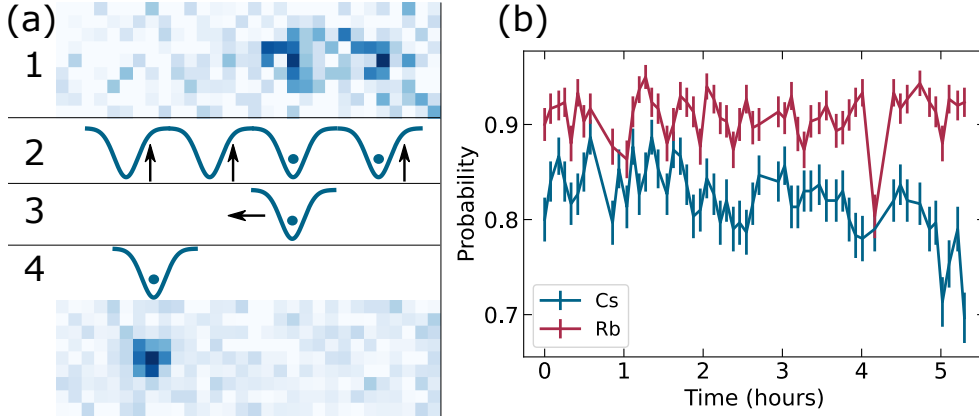 (a)
1
2
3
4
(b)
Probability
0.9
0.8
0.7
Cs
Rb
0 1 2 3 4 5
Time (hours)